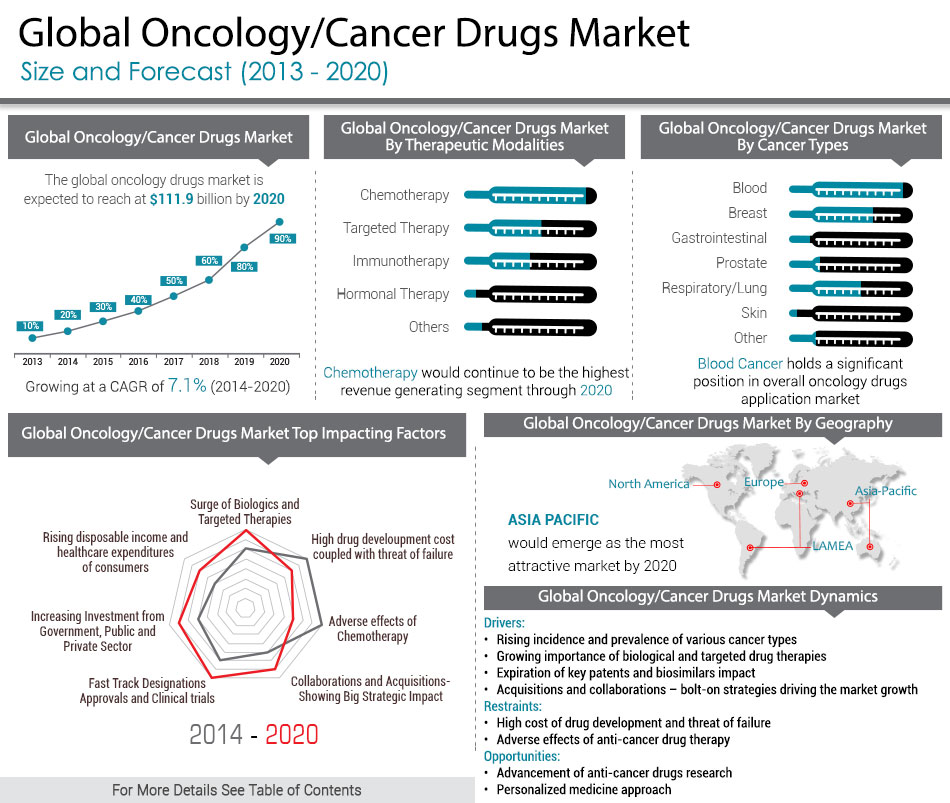 Global Oncology/Cancer Drugs Market
Size and Forecast (2013 - 2020)
Global Oncology/Cancer Drugs Market
The global oncology drugs market is
expected to reach at $111.9 billion by 2020
10%
20%
30%
40%
50%
60%
80%
90%
2013
2014
2015
2016
2017
2018
2019
2020
Growing at a CAGR of 7.1% (2014-2020)
Global Oncology/Cancer Drugs Market
By Therapeutic Modalities
Chemotherapy
Targeted Therapy
Immunotherapy
Hormonal Therapy
Others
Chemotherapy would continue to be the highest
revenue generating segment through 2020
Global Oncology/Cancer Drugs Market
By Cancer Types
Blood
Breast
Gastrointestinal
Prostate
Respiratory/Lung
Skin
Other
Blood Cancer holds a significant
position in overall oncology drugs
application market
Global Oncology/Cancer Drugs Market Top Impacting Factors
Surge of Biologics and
Targeted Therapies
High drug develoupment cost
coupled with threat of failure
Adverse effects of
Chemotherapy
Collaborations and Acquisitions-
Showing Big Strategic Impact
Fast Track Designations
Approvals and Clinical trials
Increasing Investment from
Government, Public and
Private Sector
Rising disposable income and
healthcare expenditures
of consumers
2014 - 2020
For More Details See Table of Contents
Global Oncology/Cancer Drugs Market By Geography
North America
Europe
Asia-Pacific
LAMEA
ASIA PACIFIC
would emerge as the most
attractive market by 2020
Global Oncology/Cancer Drugs Market Dynamics
Drivers:
• Rising incidence and prevalence of various cancer types
• Growing importance of biological and targeted drug therapies
• Expiration of key patents and biosimilars impact
• Acquisitions and collaborations – bolt-on strategies driving the market growth
Restraints:
• High cost of drug development and threat of failure
• Adverse effects of anti-cancer drug therapy
Opportunities:
• Advancement of anti-cancer drugs research
• Personalized medicine approach